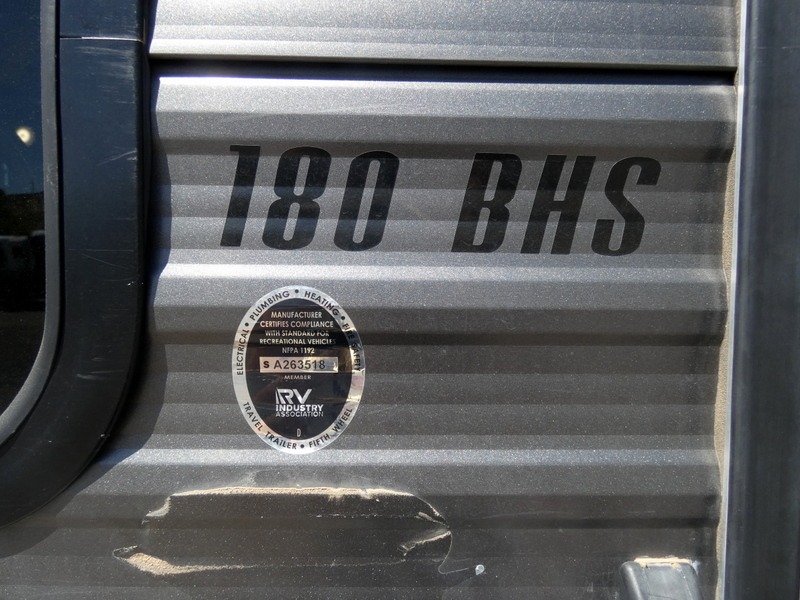 180 BHS
ELECTRICAL • PLUMBING • HEATING • FIRE
MANUFACTURER
CERTIFIES COMPLIANCE
WITH STANDARD FOR
RECREATIONAL VEHICLES
NFPA 1192
S A263518
MEMBER
RV
INDUSTRY
ASSOCIATION
D
TRAVEL TRAILER • FIFTH WHEEL